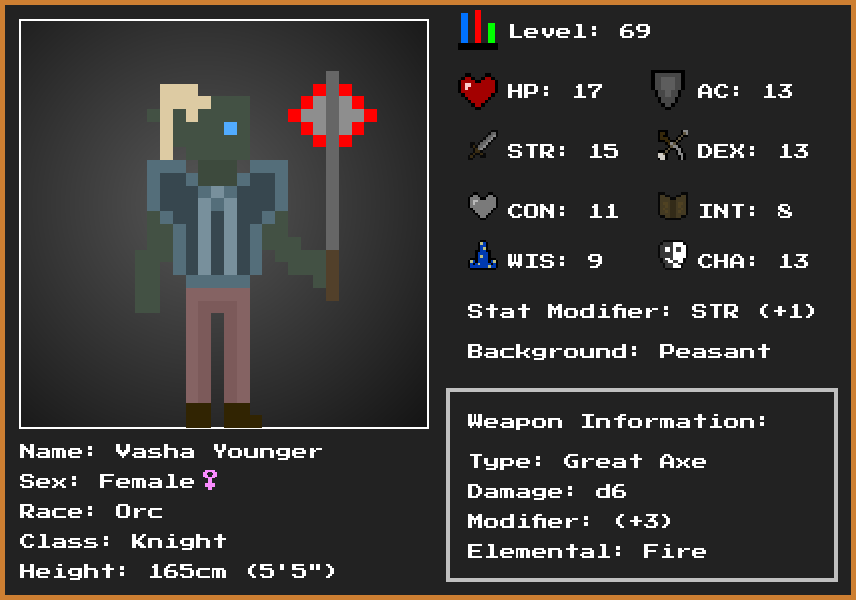 Level: 69
HP: 17 AC: 13
STR: 15 DEX: 13
CON: 11 INT: 8
WIS: 9 CHA: 13
Stat Modifier: STR (+1)
Background: Peasant
Weapon Information:
Type: Great Axe
Damage: d6
Modifier: (+3)
Elemental: Fire
Name: Vasha Younger
Sex: Female♀
Race: Orc
Class: Knight
Height: 165cm (5'5")